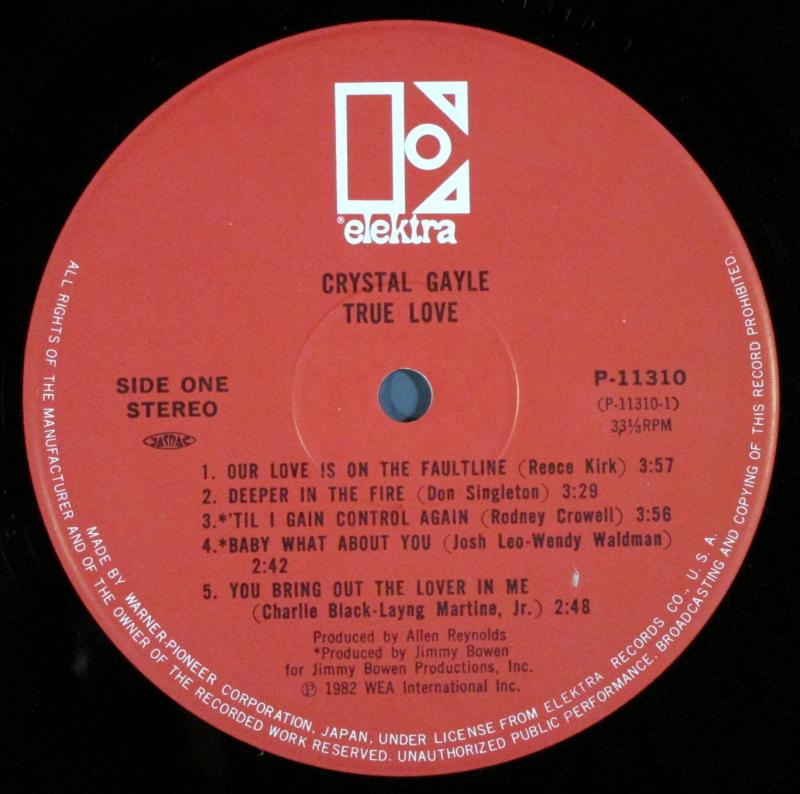 ® elektra
CRYSTAL GAYLE
TRUE LOVE
SIDE ONE
STEREO
JASRAC
P-11310
(P-11310-1)
33⅓RPM
1. OUR LOVE IS ON THE FAULTLINE (Reece Kirk) 3:57
2. DEEPER IN THE FIRE (Don Singleton) 3:29
3.*'TIL I GAIN CONTROL AGAIN (Rodney Crowell) 3:56
4.*BABY WHAT ABOUT YOU (Josh Leo-Wendy Waldman)
2:42
5. YOU BRING OUT THE LOVER IN ME
(Charlie Black-Layng Martine, Jr.) 2:48
Produced by Allen Reynolds
*Produced by Jimmy Bowen
for Jimmy Bowen Productions, Inc.
℗ 1982 WEA International Inc.
MADE BY WARNER-PIONEER CORPORATION, JAPAN, UNDER LICENSE FROM ELEKTRA RECORDS CO., U. S. A.
ALL RIGHTS OF THE MANUFACTURER AND OF THE OWNER OF THE RECORDED WORK RESERVED. UNAUTHORIZED PUBLIC PERFORMANCE, BROADCASTING AND COPYING OF THIS RECORD PROHIBITED.